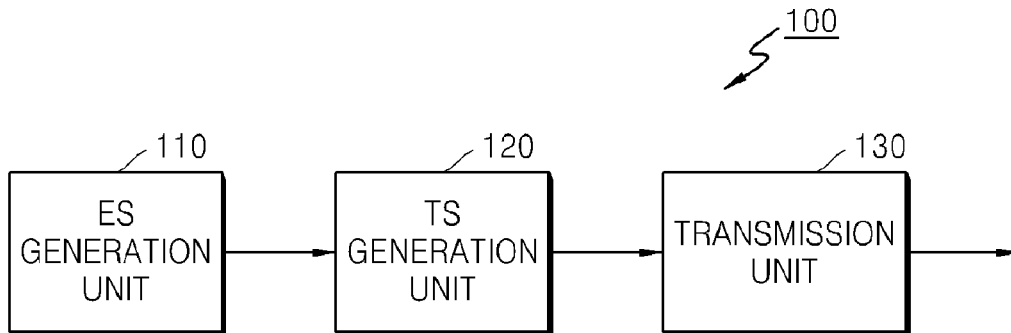 100
110
120
130
ES
GENERATION
UNIT
TS
GENERATION
UNIT
TRANSMISSION
UNIT